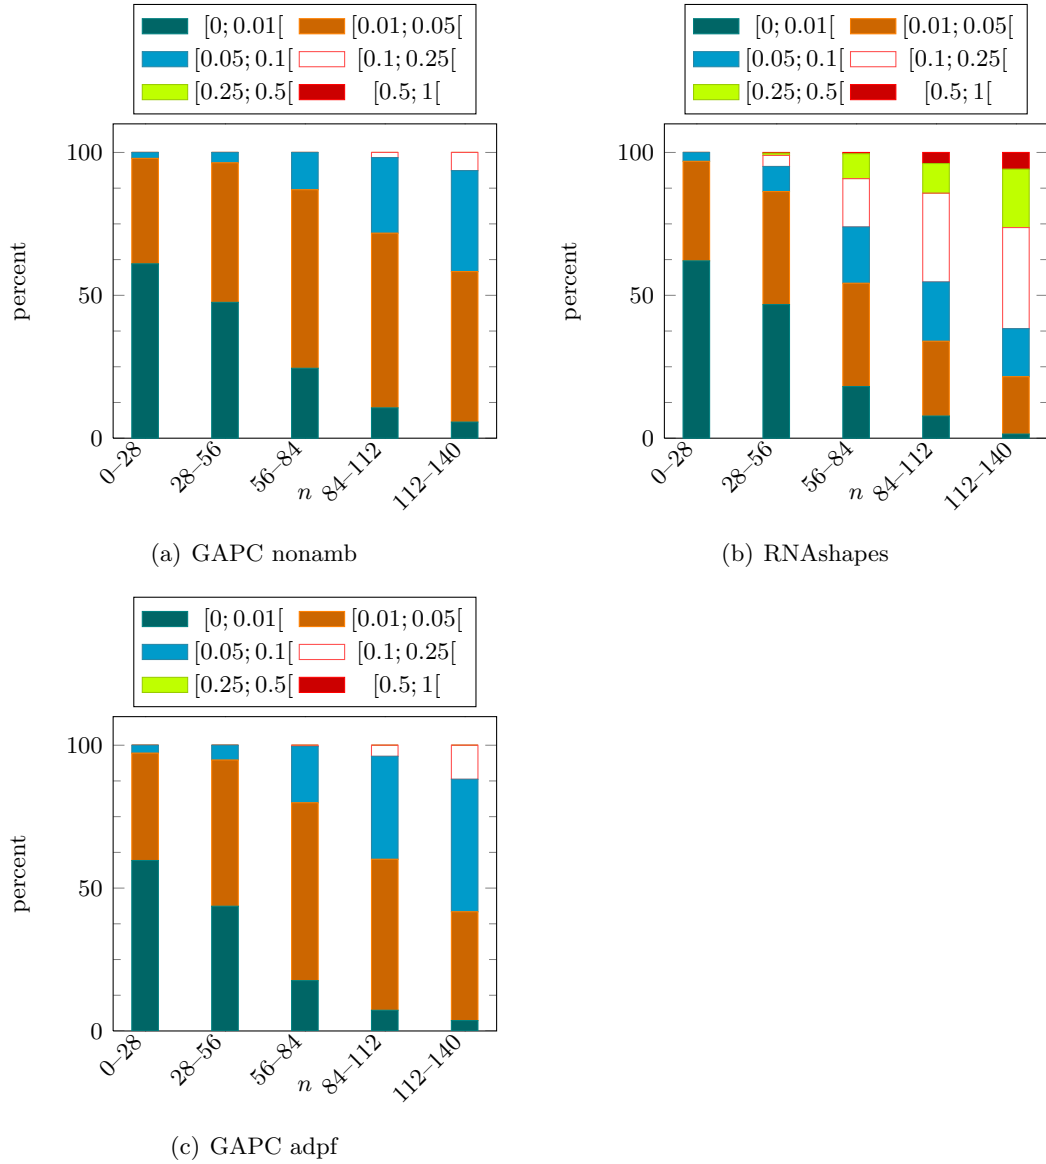 [0; 0.01[ [0.01; 0.05[
[0.05; 0.1[ [0.1; 0.25[
[0.25; 0.5[ [0.5; 1[
100
50
0
percent
0–28 28–56 56–84 84–112 112–140
n
(a) GAPC nonamb
[0; 0.01[ [0.01; 0.05[
[0.05; 0.1[ [0.1; 0.25[
[0.25; 0.5[ [0.5; 1[
100
50
0
percent
0–28 28–56 56–84 84–112 112–140
n
(b) RNAshapes
[0; 0.01[ [0.01; 0.05[
[0.05; 0.1[ [0.1; 0.25[
[0.25; 0.5[ [0.5; 1[
100
50
0
percent
0–28 28–56 56–84 84–112 112–140
n
(c) GAPC adpf